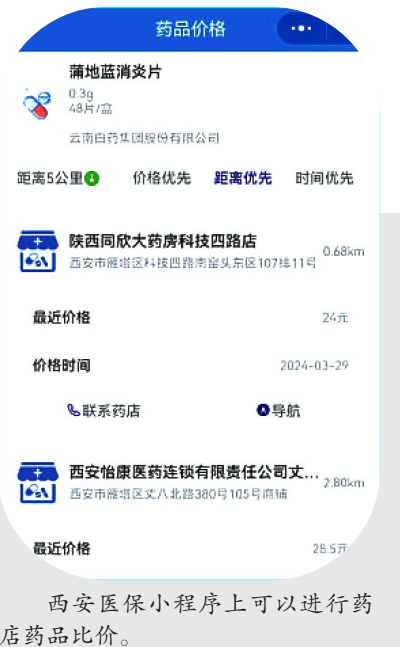 药品价格
蒲地蓝消炎片
0.3g
48片/盒
云南白药集团股份有限公司
距离5公里 价格优先 距离优先 时间优先
陕西同欣大药房科技四路店 0.68km
西安市雁塔区科技四路南窑头东区107排11号
最近价格 24元
价格时间 2024-03-29
联系药店 导航
西安怡康医药连锁有限责任公司丈... 2.80km
西安市雁塔区丈八北路380号105号商铺
最近价格 28.5元
西安医保小程序上可以进行药
店药品比价。